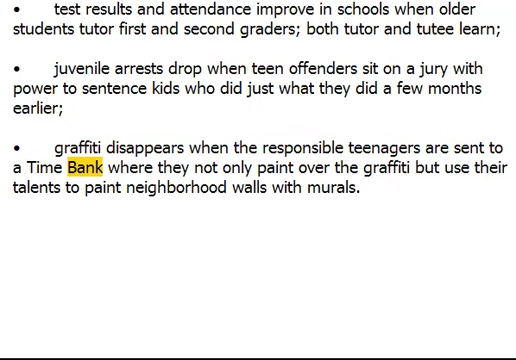 • test results and attendance improve in schools when older
students tutor first and second graders; both tutor and tutee learn;
• juvenile arrests drop when teen offenders sit on a jury with
power to sentence kids who did just what they did a few months
earlier;
• graffiti disappears when the responsible teenagers are sent to
a Time Bank where they not only paint over the graffiti but use their
talents to paint neighborhood walls with murals.